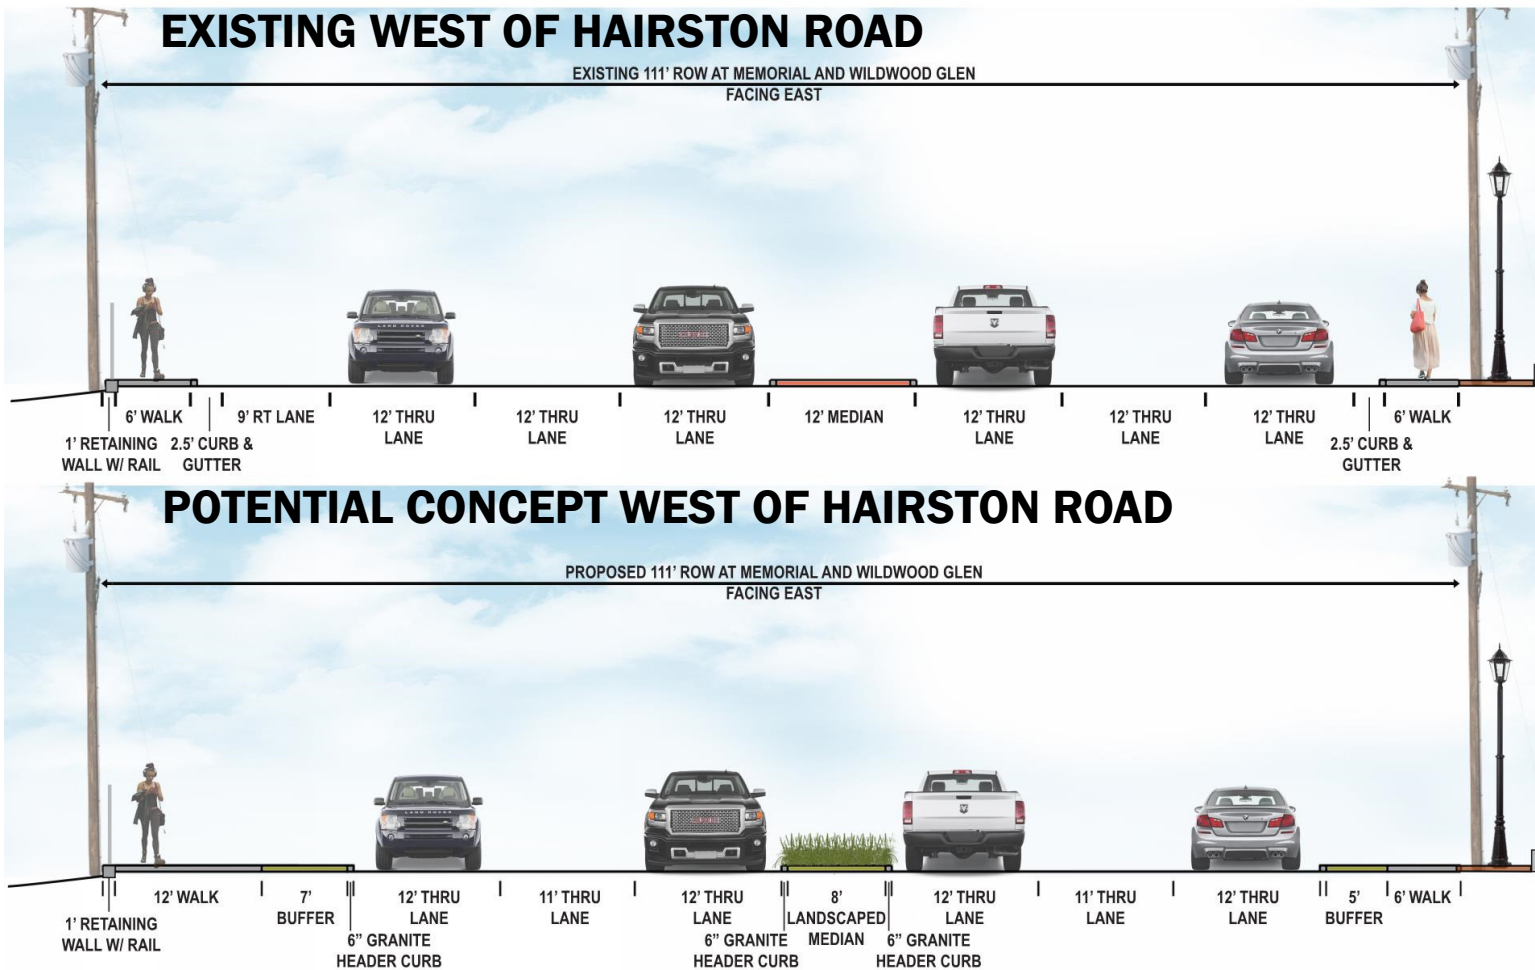 EXISTING WEST OF HAIRSTON ROAD
EXISTING 111' ROW AT MEMORIAL AND WILDWOOD GLEN
FACING EAST
1' RETAINING
WALL W/ RAIL
6' WALK
2.5' CURB &
GUTTER
9' RT LANE
12' THRU
LANE
12' THRU
LANE
12' THRU
LANE
12' MEDIAN
12' THRU
LANE
12' THRU
LANE
12' THRU
LANE
2.5' CURB &
GUTTER
6' WALK
POTENTIAL CONCEPT WEST OF HAIRSTON ROAD
PROPOSED 111' ROW AT MEMORIAL AND WILDWOOD GLEN
FACING EAST
1' RETAINING
WALL W/ RAIL
12' WALK
7'
BUFFER
6” GRANITE
HEADER CURB
12' THRU
LANE
11' THRU
LANE
12' THRU
LANE
6” GRANITE
HEADER CURB
8'
LANDSCAPED
MEDIAN
6” GRANITE
HEADER CURB
12' THRU
LANE
11' THRU
LANE
12' THRU
LANE
5'
BUFFER
6' WALK